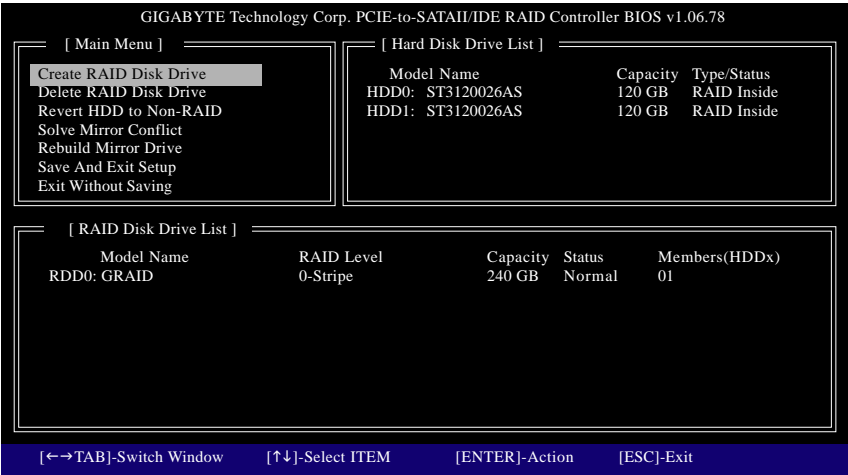 GIGABYTE Technology Corp. PCIE-to-SATAII/IDE RAID Controller BIOS v1.06.78
[ Main Menu ]
Create RAID Disk Drive
Delete RAID Disk Drive
Revert HDD to Non-RAID
Solve Mirror Conflict
Rebuild Mirror Drive
Save And Exit Setup
Exit Without Saving
[ Hard Disk Drive List ]
Model Name Capacity Type/Status
HDD0: ST3120026AS 120 GB RAID Inside
HDD1: ST3120026AS 120 GB RAID Inside
[ RAID Disk Drive List ]
Model Name RAID Level Capacity Status Members(HDDx)
RDD0: GRAID 0-Stripe 240 GB Normal 01
[←→TAB]-Switch Window [↑↓]-Select ITEM [ENTER]-Action [ESC]-Exit